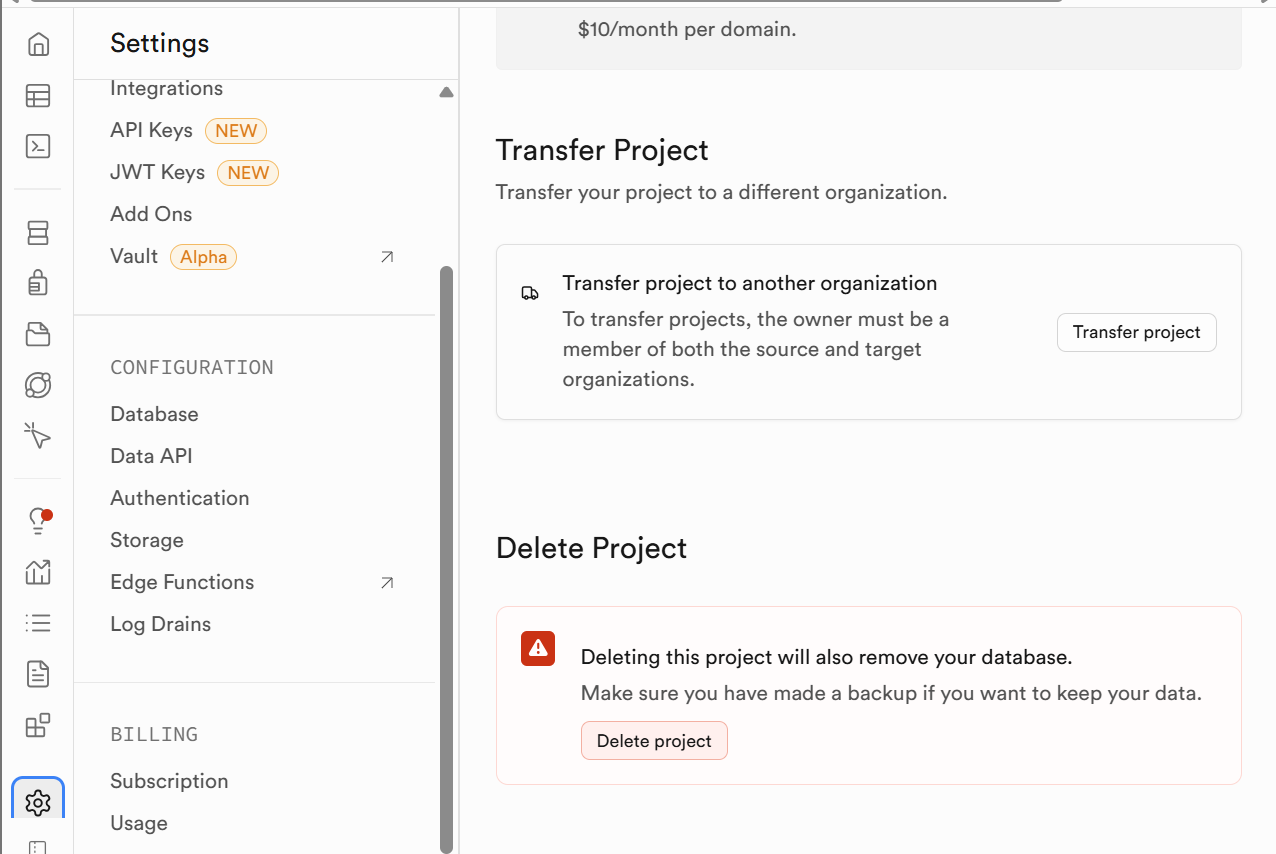 Settings
Integrations
API Keys NEW
JWT Keys NEW
Add Ons
Vault Alpha
CONFIGURATION
Database
Data API
Authentication
Storage
Edge Functions
Log Drains
BILLING
Subscription
Usage
$10/month per domain.
Transfer Project
Transfer your project to a different organization.
Transfer project to another organization
To transfer projects, the owner must be a
member of both the source and target
organizations.
Transfer project
Delete Project
Deleting this project will also remove your database.
Make sure you have made a backup if you want to keep your data.
Delete project